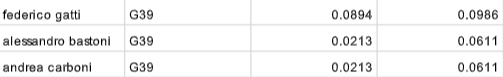 federico gatti G39 0.0894 0.0986
alessandro bastoni G39 0.0213 0.0611
andrea carboni G39 0.0213 0.0611